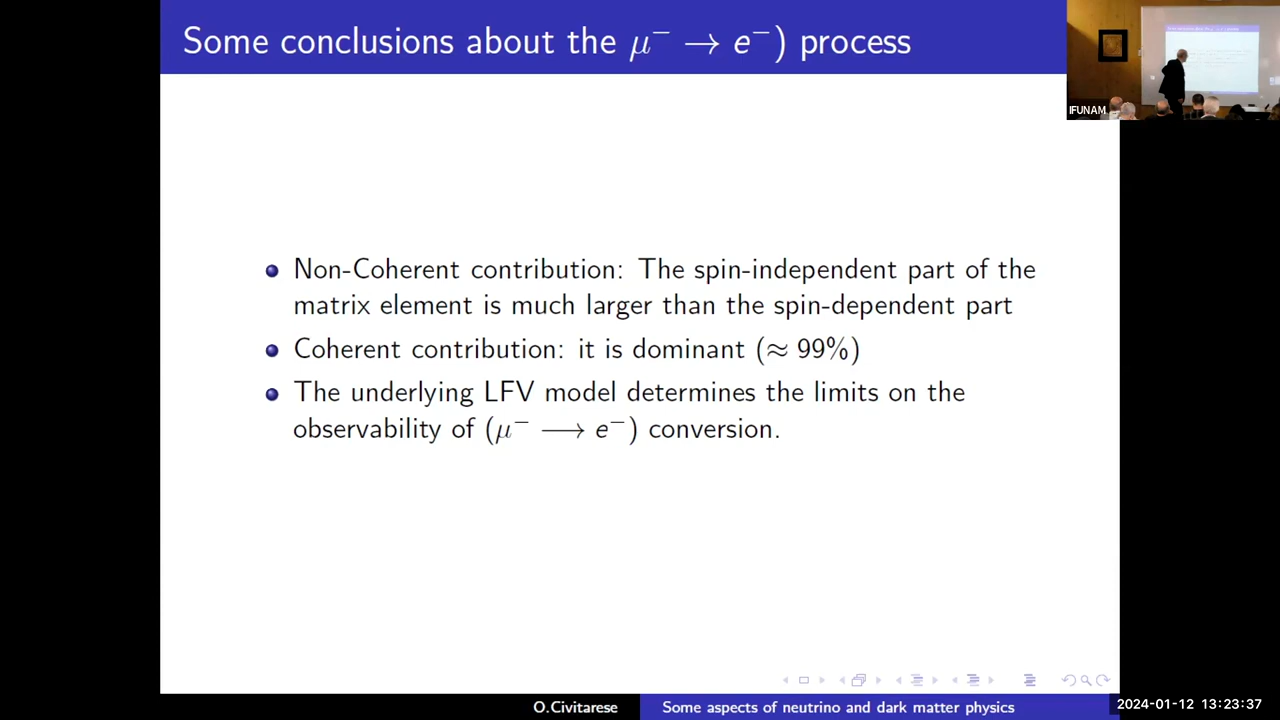 Some conclusions about the μ⁻ → e⁻) process
IFUNAM
Non-Coherent contribution: The spin-independent part of the
matrix element is much larger than the spin-dependent part
Coherent contribution: it is dominant (≈ 99%)
The underlying LFV model determines the limits on the
observability of (μ⁻ ⟶ e⁻) conversion.
O.Civitarese
Some aspects of neutrino and dark matter physics
2024-01-12 13:23:37